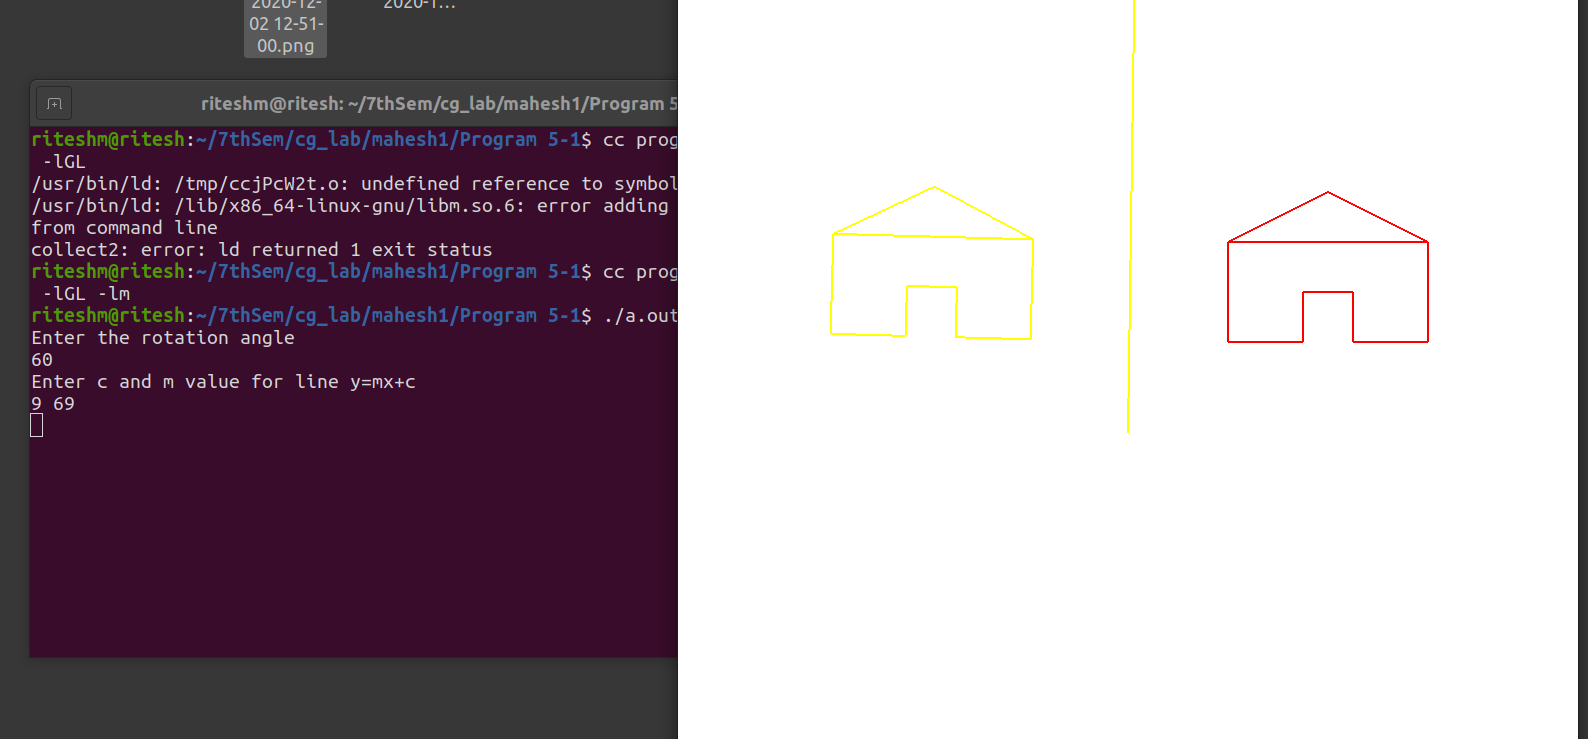 2020-12-
02 12-51-
00.png
2020-1...
riteshm@ritesh: ~/7thSem/cg_lab/mahesh1/Program 5
riteshm@ritesh:~/7thSem/cg_lab/mahesh1/Program 5-1$ cc prog
-lGL
/usr/bin/ld: /tmp/ccjPcW2t.o: undefined reference to symbol
/usr/bin/ld: /lib/x86_64-linux-gnu/libm.so.6: error adding
from command line
collect2: error: ld returned 1 exit status
riteshm@ritesh:~/7thSem/cg_lab/mahesh1/Program 5-1$ cc prog
-lGL -lm
riteshm@ritesh:~/7thSem/cg_lab/mahesh1/Program 5-1$ ./a.out
Enter the rotation angle
60
Enter c and m value for line y=mx+c
9 69